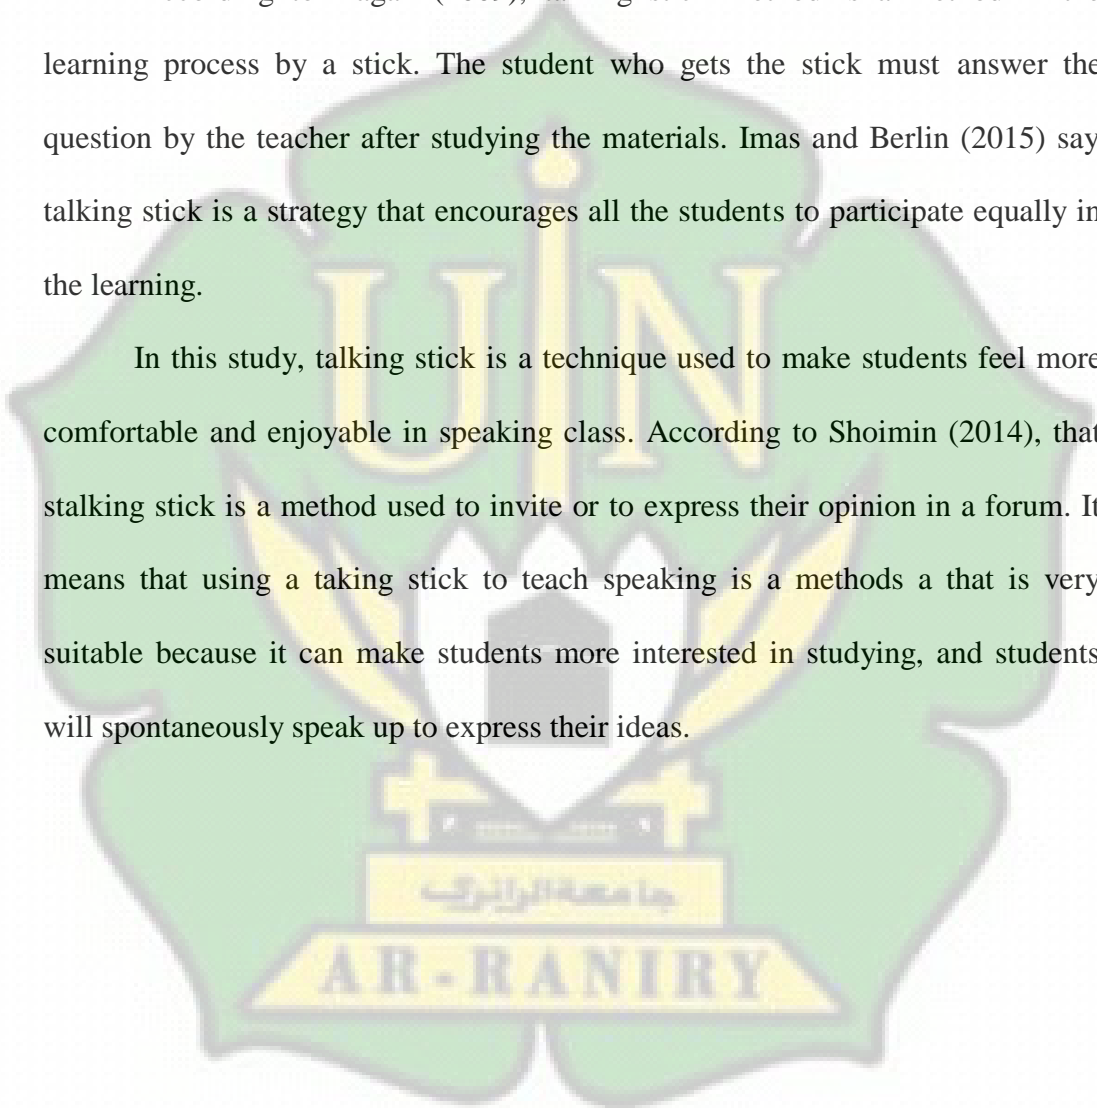 learning process by a stick. The student who gets the stick must answer the
question by the teacher after studying the materials. Imas and Berlin (2015) say
talking stick is a strategy that encourages all the students to participate equally in
the learning.
In this study, talking stick is a technique used to make students feel more
comfortable and enjoyable in speaking class. According to Shoimin (2014), that
stalking stick is a method used to invite or to express their opinion in a forum. It
means that using a taking stick to teach speaking is a methods a that is very
suitable because it can make students more interested in studying, and students
will spontaneously speak up to express their ideas.
UIN
جامعة الرانري
AR-RANIRY